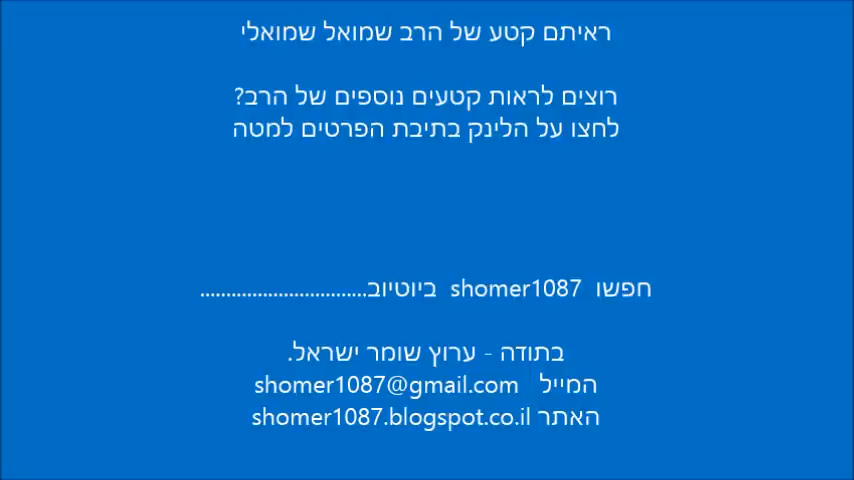 ראיתם קטע של הרב שמואל שמואלי
רוצים לראות קטעים נוספים של הרב?
לחצו על הלינק בתיבת הפרטים למטה
חפשו shomer1087 ביוטיוב................................
בתודה - ערוץ שומר ישראל.
המייל shomer1087@gmail.com
האתר shomer1087.blogspot.co.il